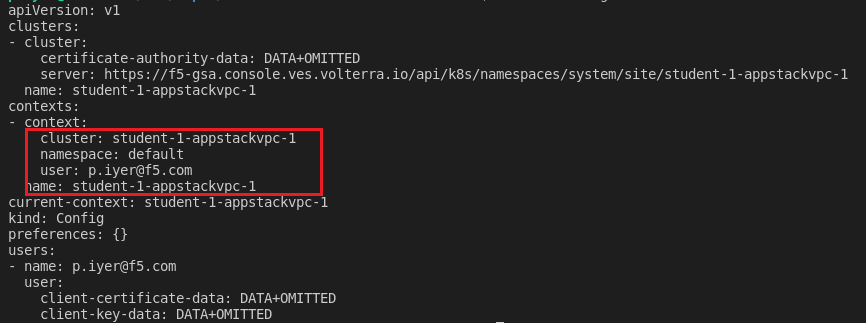 apiVersion: v1
clusters:
- cluster:
    certificate-authority-data: DATA+OMITTED
    server: https://f5-gsa.console.ves.volterra.io/api/k8s/namespaces/system/site/student-1-appstackvpc-1
  name: student-1-appstackvpc-1
contexts:
- context:
    cluster: student-1-appstackvpc-1
    namespace: default
    user: p.iyer@f5.com
  name: student-1-appstackvpc-1
current-context: student-1-appstackvpc-1
kind: Config
preferences: {}
users:
- name: p.iyer@f5.com
  user:
    client-certificate-data: DATA+OMITTED
    client-key-data: DATA+OMITTED